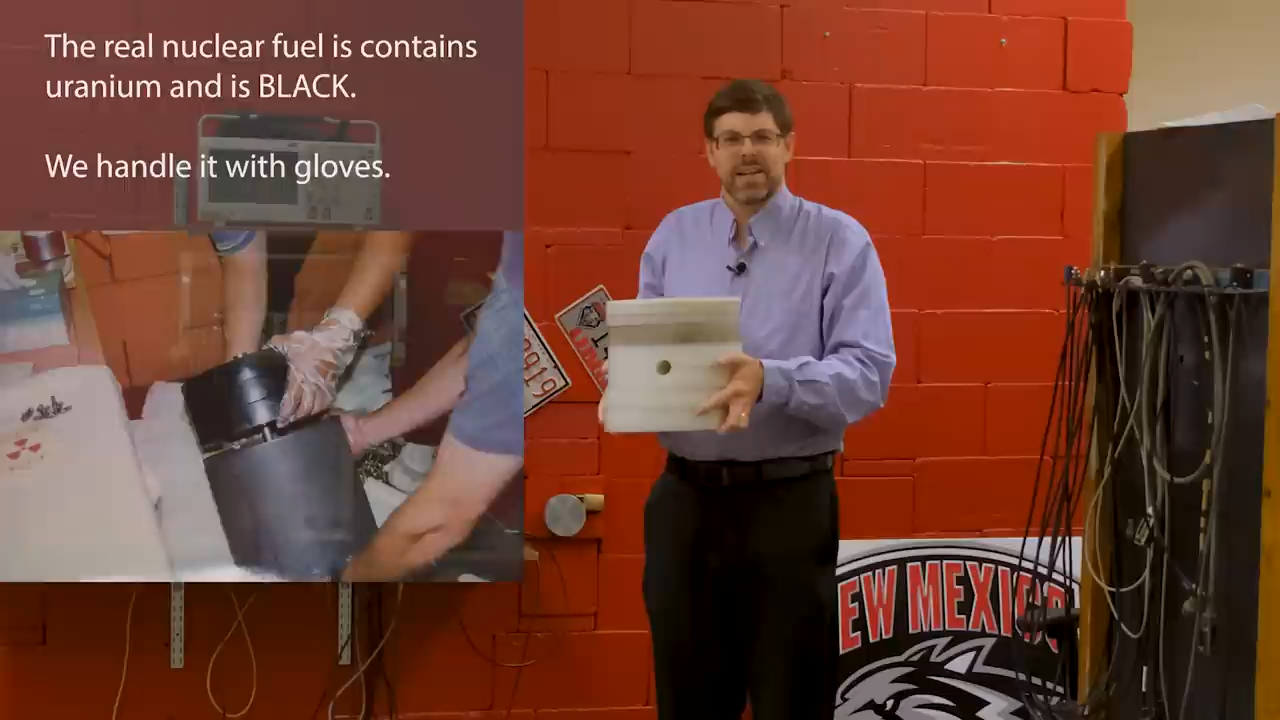 The real nuclear fuel is contains
uranium and is BLACK.
We handle it with gloves.
EW MEXICO